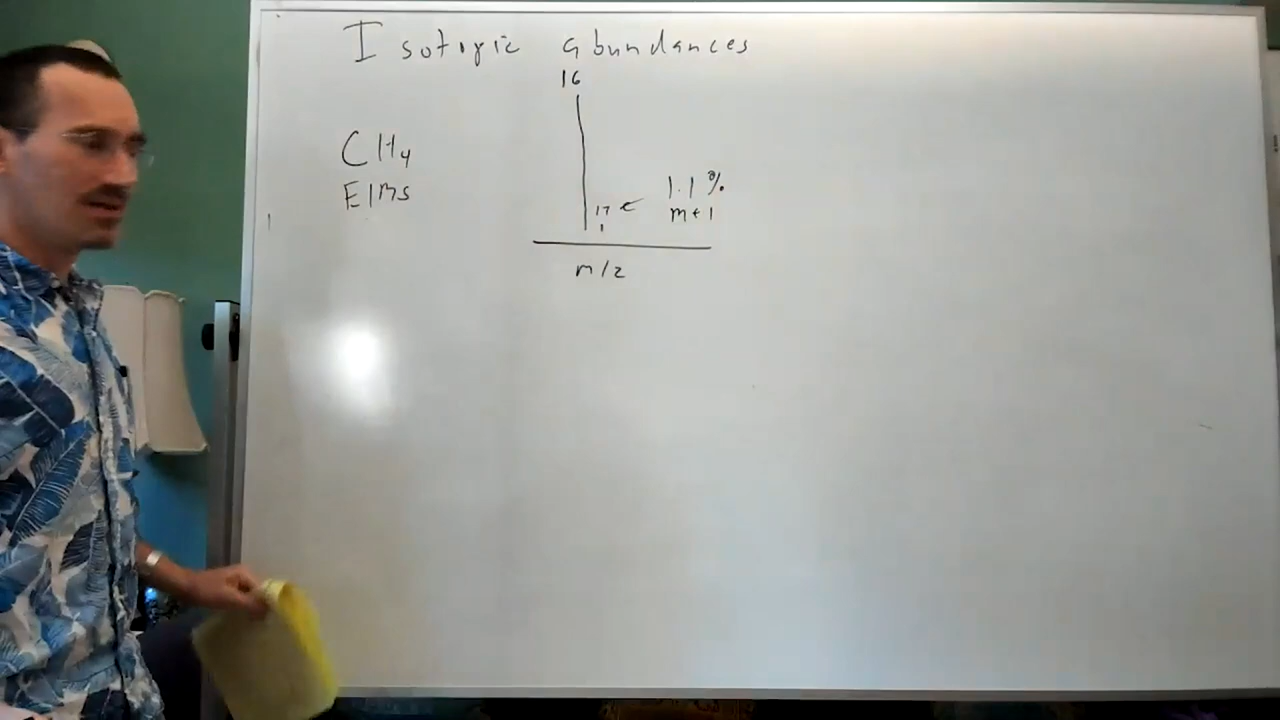 Isotopic abundances
16
CH4
EIMS
1.1%
17 ← m+1
m/z